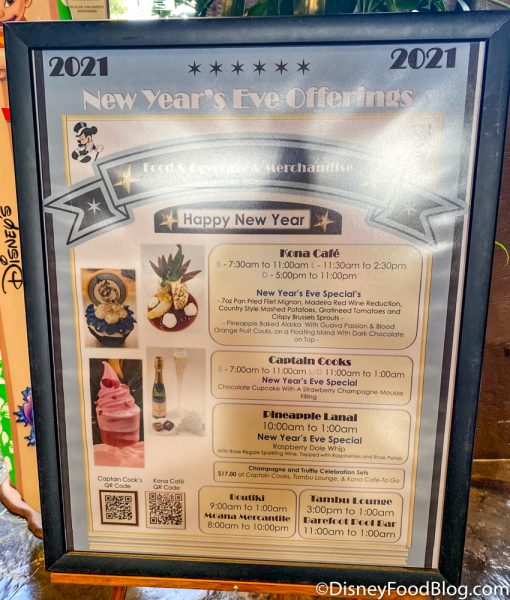 HEALTH AND SAFETY
2021
2021
New Year's Eve Offerings
Food & Beverage & Merchandise
Happy New Year
Kona Café
B - 7:30am to 11:00am L - 11:30am to 2:30pm
D - 5:00pm to 11:00pm
New Year's Eve Special's
- 7oz Pan Fried Filet Mignon, Madeira Red Wine Reduction,
Country Style Mashed Potatoes, Gratineed Tomatoes and
Crispy Brussels Sprouts -
- Pineapple Baked Alaska With Guava Passion & Blood
Orange Fruit Coulis, on a Floating Island With Dark Chocolate
on Top -
Captain Cooks
B - 7:00am to 11:00am L/D 11:00am to 1:00am
New Year's Eve Special
Chocolate Cupcake With A Strawberry Champagne Mousse
Filling
Pineapple Lanai
10:00am to 1:00am
New Year's Eve Special
Raspberry Dole Whip
With Rose Regale Sparkling Wine, Topped with Raspberries and Rose Petals
Champagne and Truffle Celebration Sets
$17.00 at Captain Cooks, Tambu Lounge, & Kona Café-To Go
Captain Cook's
QR Code
Kona Café
QR Code
Boutiki
9:00am to 1:00am
Moana Mercantile
8:00am to 10:00pm
Tambu Lounge
3:00pm to 1:00am
Barefoot Pool Bar
11:00am to 1:00am
Disney's
©DisneyFoodBlog.com